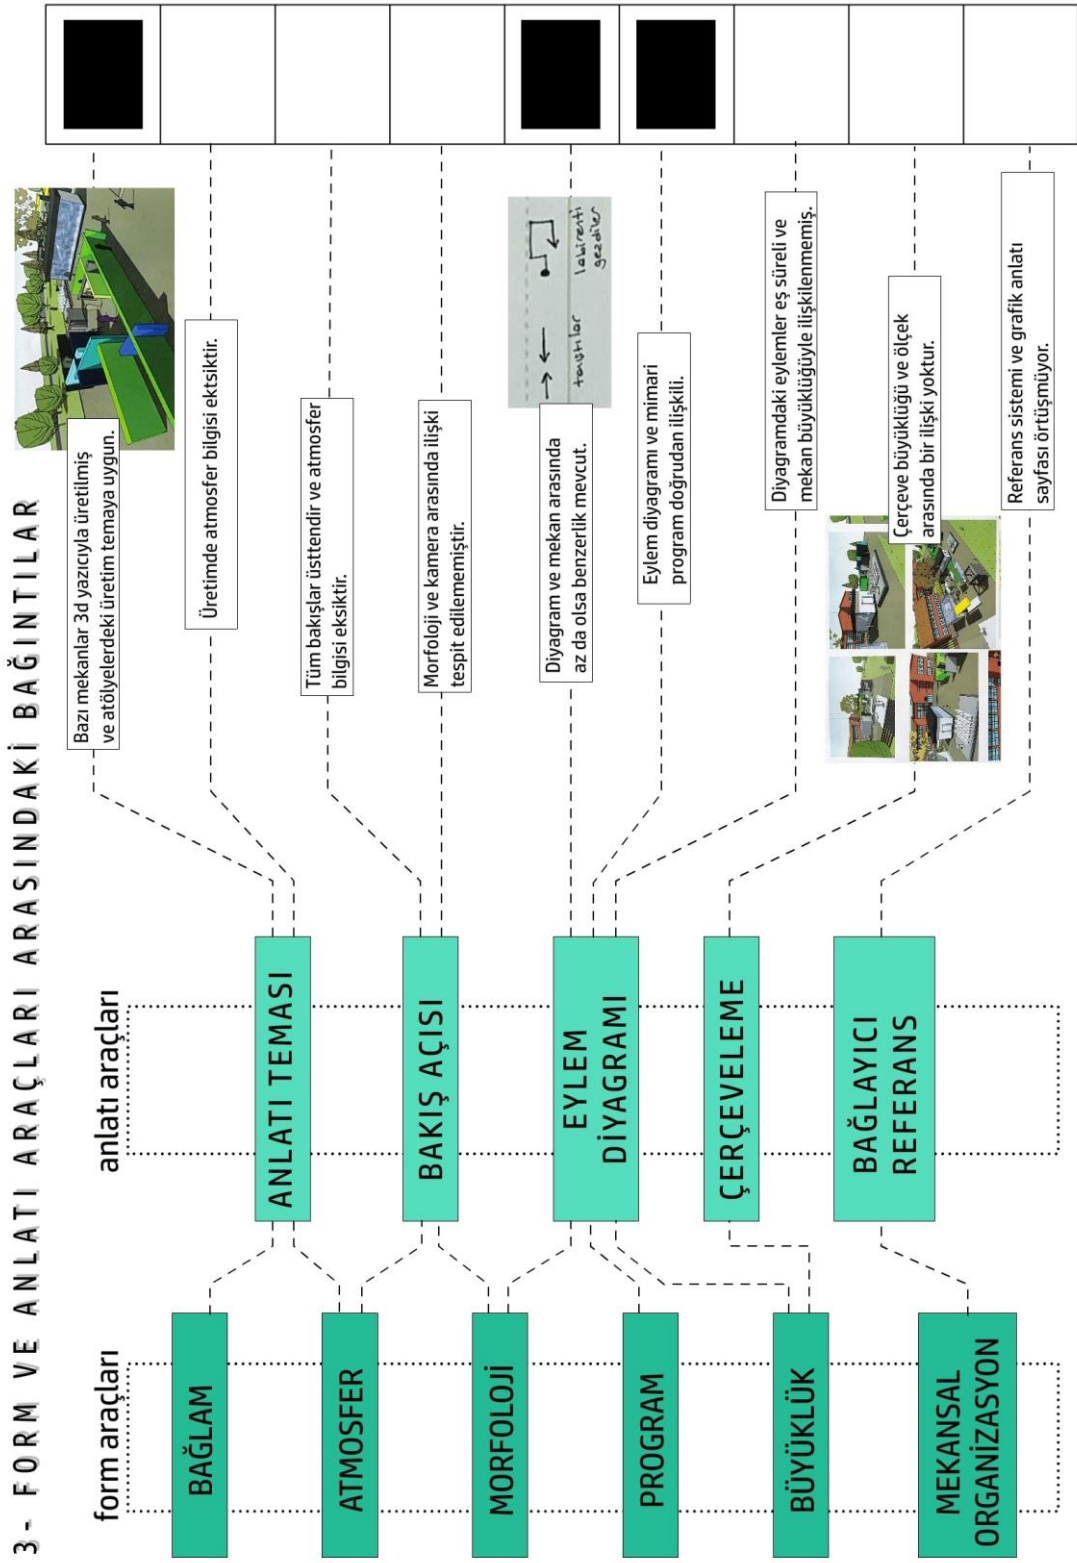 3- FORM VE ANLATI ARAÇLARI ARASINDAKİ BAĞINTILAR
form araçları
BAĞLAM
ATMOSFER
MORFOLOJİ
PROGRAM
BÜYÜKLÜK
MEKANSAL
ORGANİZASYON
anlatı araçları
ANLATI TEMASI
BAKIŞ AÇISI
EYLEM
DİYAGRAMI
ÇERÇEVELEME
BAĞLAYICI
REFERANS
Bazı mekanlar 3d yazıcıyla üretilmiş
ve atölyelerdeki üretim temaya uygun.
Üretimde atmosfer bilgisi eksiktir.
Tüm bakışlar üsttendir ve atmosfer
bilgisi eksiktir.
Morfoloji ve kamera arasında ilişki
tespit edilememiştir.
Diyagram ve mekan arasında
az da olsa benzerlik mevcut.
tanıştılar
labirenti
gezdiler
Eylem diyagramı ve mimari
program doğrudan ilişkili.
Diyagramdaki eylemler eş süreli ve
mekan büyüklüğüyle ilişkilenmemiş.
Çerçeve büyüklüğü ve ölçek
arasında bir ilişki yoktur.
Referans sistemi ve grafik anlatı
sayfası örtüşmüyor.